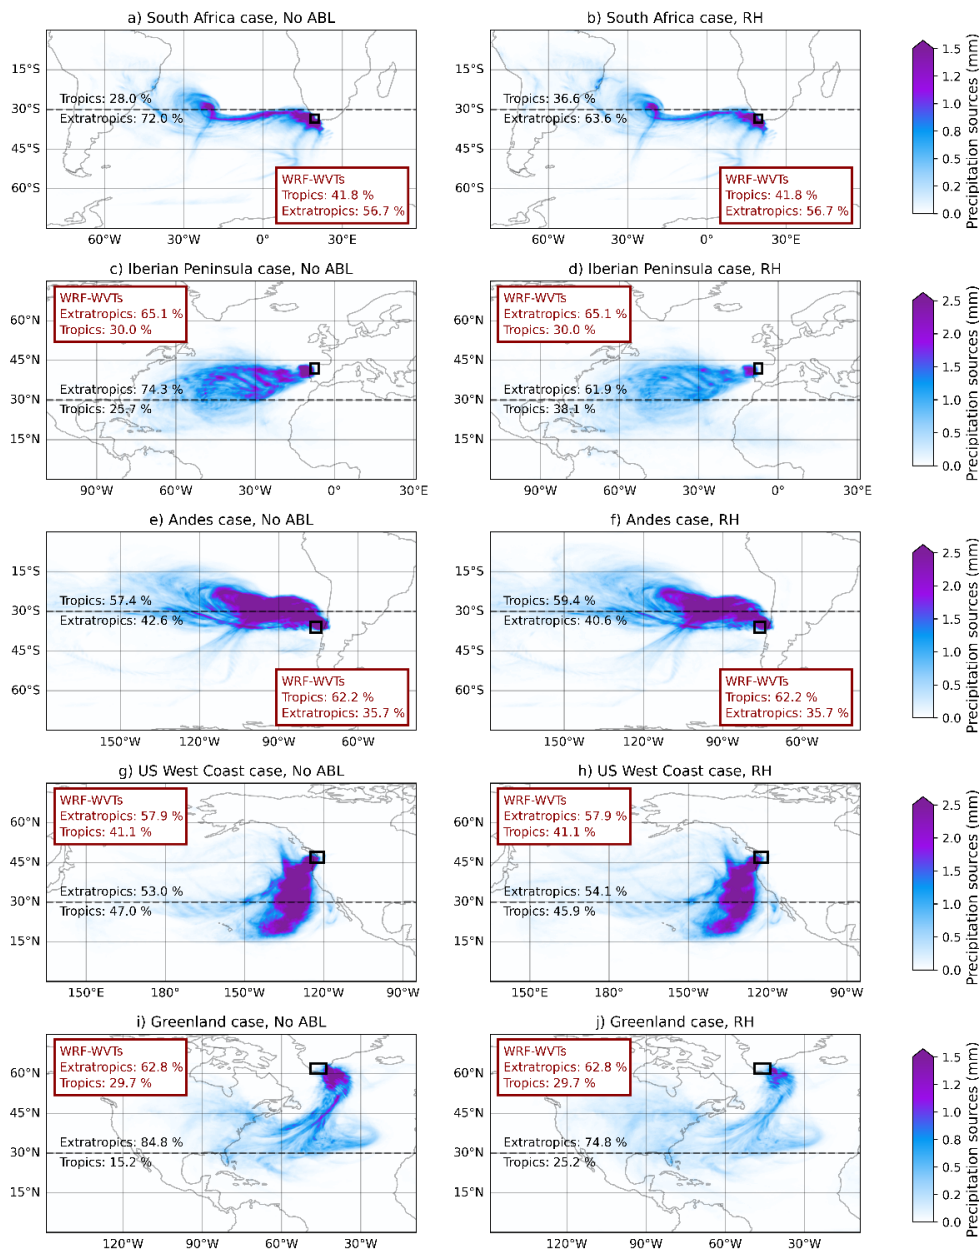 a) South Africa case, No ABL
15°S
30°S
45°S
60°S
Tropics: 28.0 %
Extratropics: 72.0 %
WRF-WVTs
Tropics: 41.8 %
Extratropics: 56.7 %
60°W
30°W
0°
30°E
b) South Africa case, RH
15°S
30°S
45°S
60°S
Tropics: 36.6 %
Extratropics: 63.6 %
WRF-WVTs
Tropics: 41.8 %
Extratropics: 56.7 %
60°W
30°W
0°
30°E
1.5
1.2
1.0
0.8
0.5
0.2
0.0
Precipitation sources (mm)
c) Iberian Peninsula case, No ABL
WRF-WVTs
Extratropics: 65.1 %
Tropics: 30.0 %
60°N
45°N
30°N
15°N
Extratropics: 74.3 %
Tropics: 25.7 %
90°W
60°W
30°W
0°
30°E
d) Iberian Peninsula case, RH
WRF-WVTs
Extratropics: 65.1 %
Tropics: 30.0 %
60°N
45°N
30°N
15°N
Extratropics: 61.9 %
Tropics: 38.1 %
90°W
60°W
30°W
0°
30°E
2.5
2.0
1.5
1.0
0.5
0.0
Precipitation sources (mm)
e) Andes case, No ABL
15°S
30°S
45°S
60°S
Tropics: 57.4 %
Extratropics: 42.6 %
WRF-WVTs
Tropics: 62.2 %
Extratropics: 35.7 %
150°W
120°W
90°W
60°W
f) Andes case, RH
15°S
30°S
45°S
60°S
Tropics: 59.4 %
Extratropics: 40.6 %
WRF-WVTs
Tropics: 62.2 %
Extratropics: 35.7 %
150°W
120°W
90°W
60°W
2.5
2.0
1.5
1.0
0.5
0.0
Precipitation sources (mm)
g) US West Coast case, No ABL
WRF-WVTs
Extratropics: 57.9 %
Tropics: 41.1 %
60°N
45°N
30°N
15°N
Extratropics: 53.0 %
Tropics: 47.0 %
150°E
180°
150°W
120°W
90°W
h) US West Coast case, RH
WRF-WVTs
Extratropics: 57.9 %
Tropics: 41.1 %
60°N
45°N
30°N
15°N
Extratropics: 54.1 %
Tropics: 45.9 %
150°E
180°
150°W
120°W
90°W
2.5
2.0
1.5
1.0
0.5
0.0
Precipitation sources (mm)
i) Greenland case, No ABL
WRF-WVTs
Extratropics: 62.8 %
Tropics: 29.7 %
60°N
45°N
30°N
15°N
Extratropics: 84.8 %
Tropics: 15.2 %
120°W
90°W
60°W
30°W
j) Greenland case, RH
WRF-WVTs
Extratropics: 62.8 %
Tropics: 29.7 %
60°N
45°N
30°N
15°N
Extratropics: 74.8 %
Tropics: 25.2 %
120°W
90°W
60°W
30°W
1.5
1.2
1.0
0.8
0.5
0.2
0.0
Precipitation sources (mm)